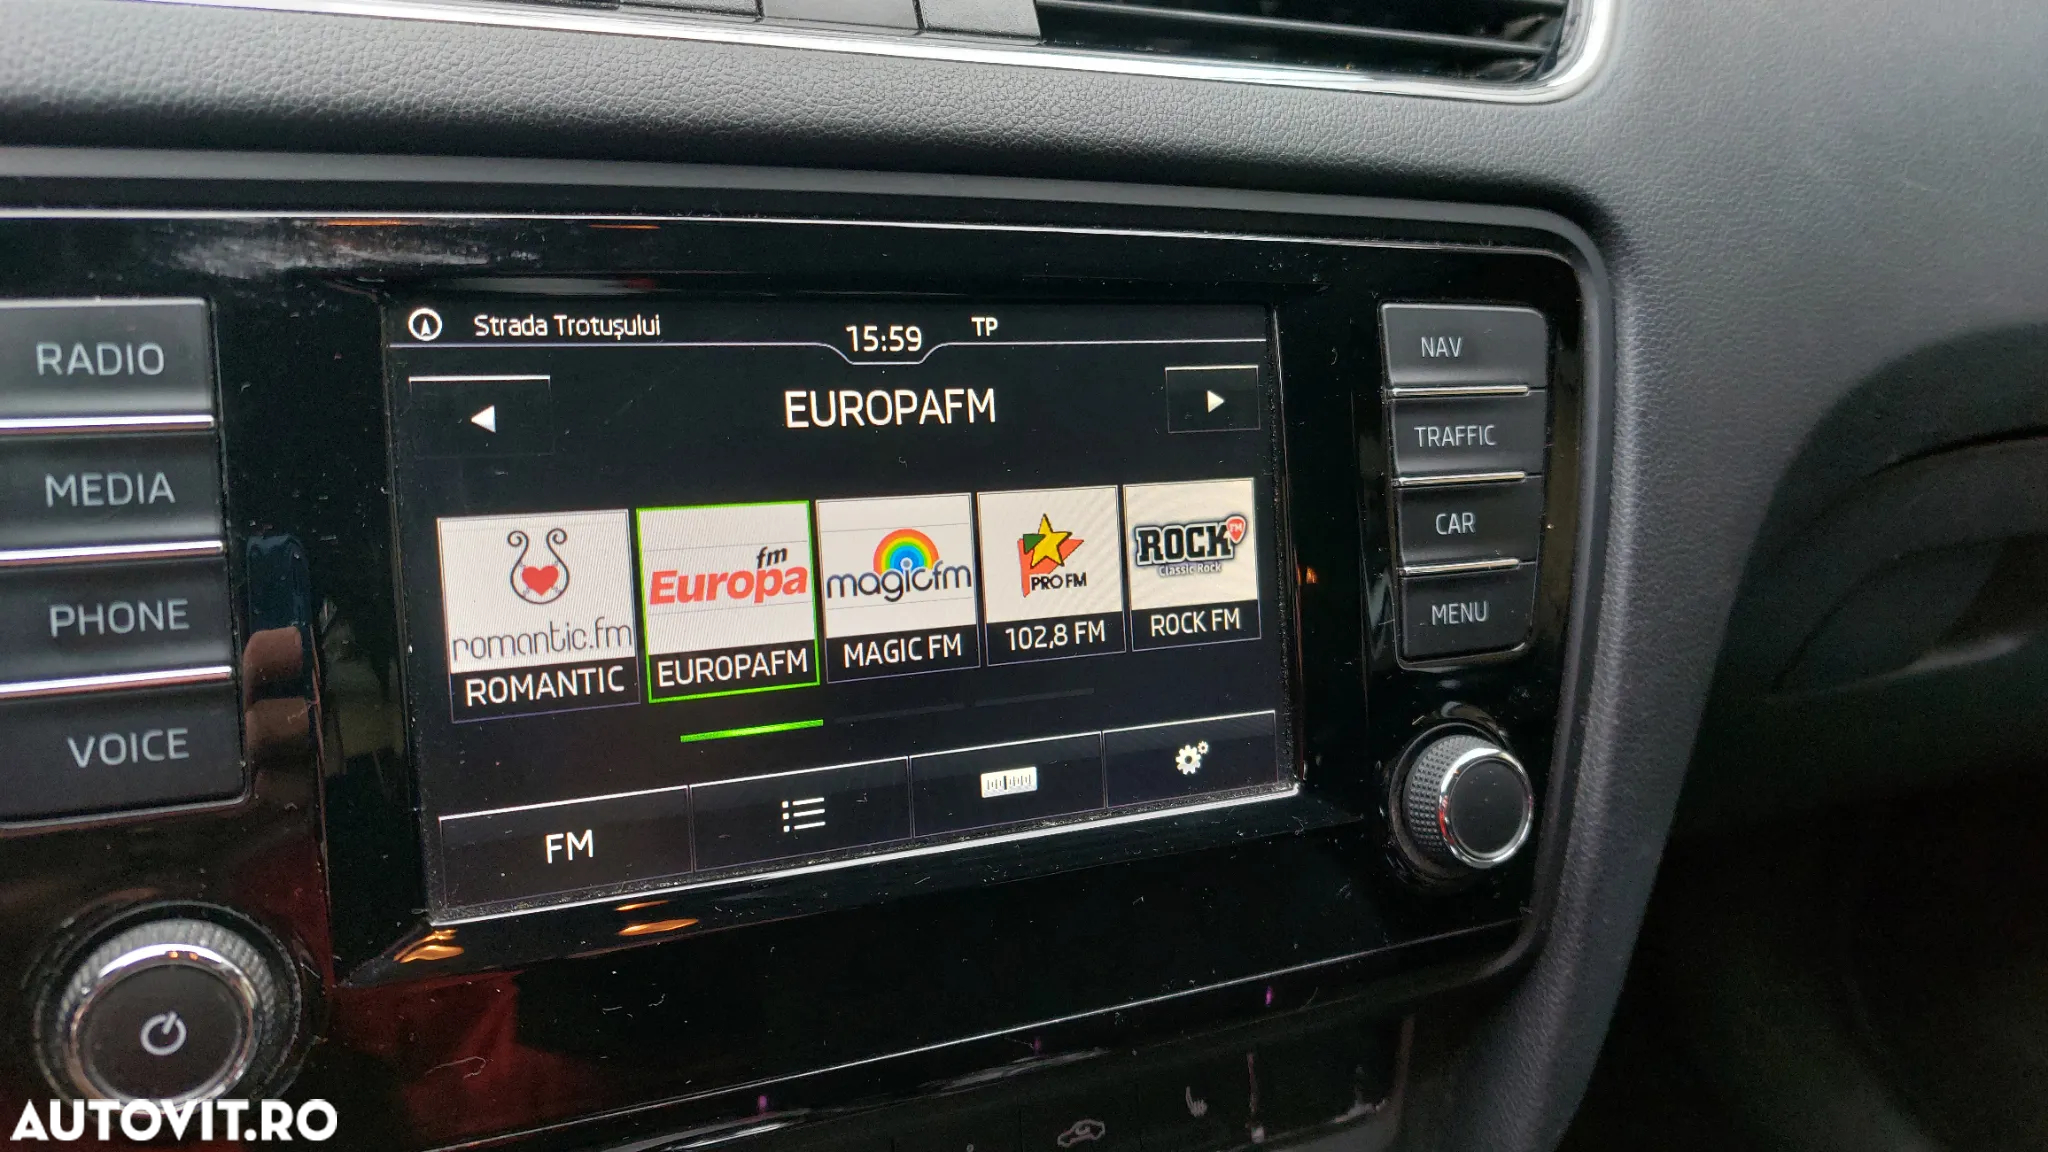 RADIO
MEDIA
PHONE
VOICE
Strada Trotușului
15:59
TP
EUROPAFM
romantic.fm
ROMANTIC
fm
Europa
EUROPAFM
magicfm
MAGIC FM
PRO FM
102,8 FM
ROCK TM
Classic Rock
ROCK FM
FM
NAV
TRAFFIC
CAR
MENU
AUTOVIT.RO